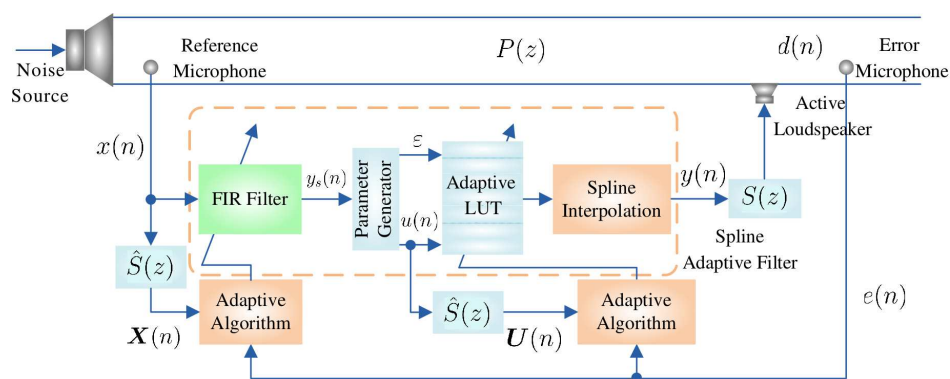 Noise
Source
Reference
Microphone
P(z)
d(n)
Error
Microphone
Active
Loudspeaker
x(n)
FIR Filter
y_s(n)
Parameter
Generator
ε
u(n)
Adaptive
LUT
Spline
Interpolation
y(n)
S(z)
Spline
Adaptive Filter
Ŝ(z)
X(n)
Adaptive
Algorithm
Ŝ(z)
U(n)
Adaptive
Algorithm
e(n)